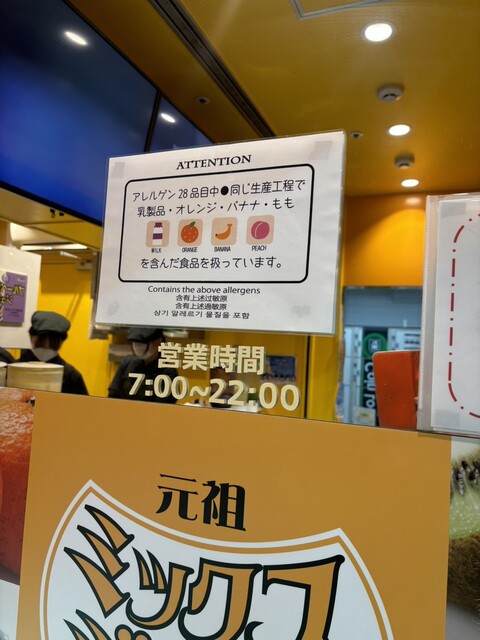 ATTENTION
アレルゲン28品目中●同じ生産工程で
乳製品・オレンジ・バナナ・もも
MILK ORANGE BANANA PEACH
を含んだ食品を扱っています。
Contains the above allergens
含有上述过敏原
含有上述過敏原
상기 알레르기 물질을 포함
営業時間
7:00~22:00
元祖
ミックス